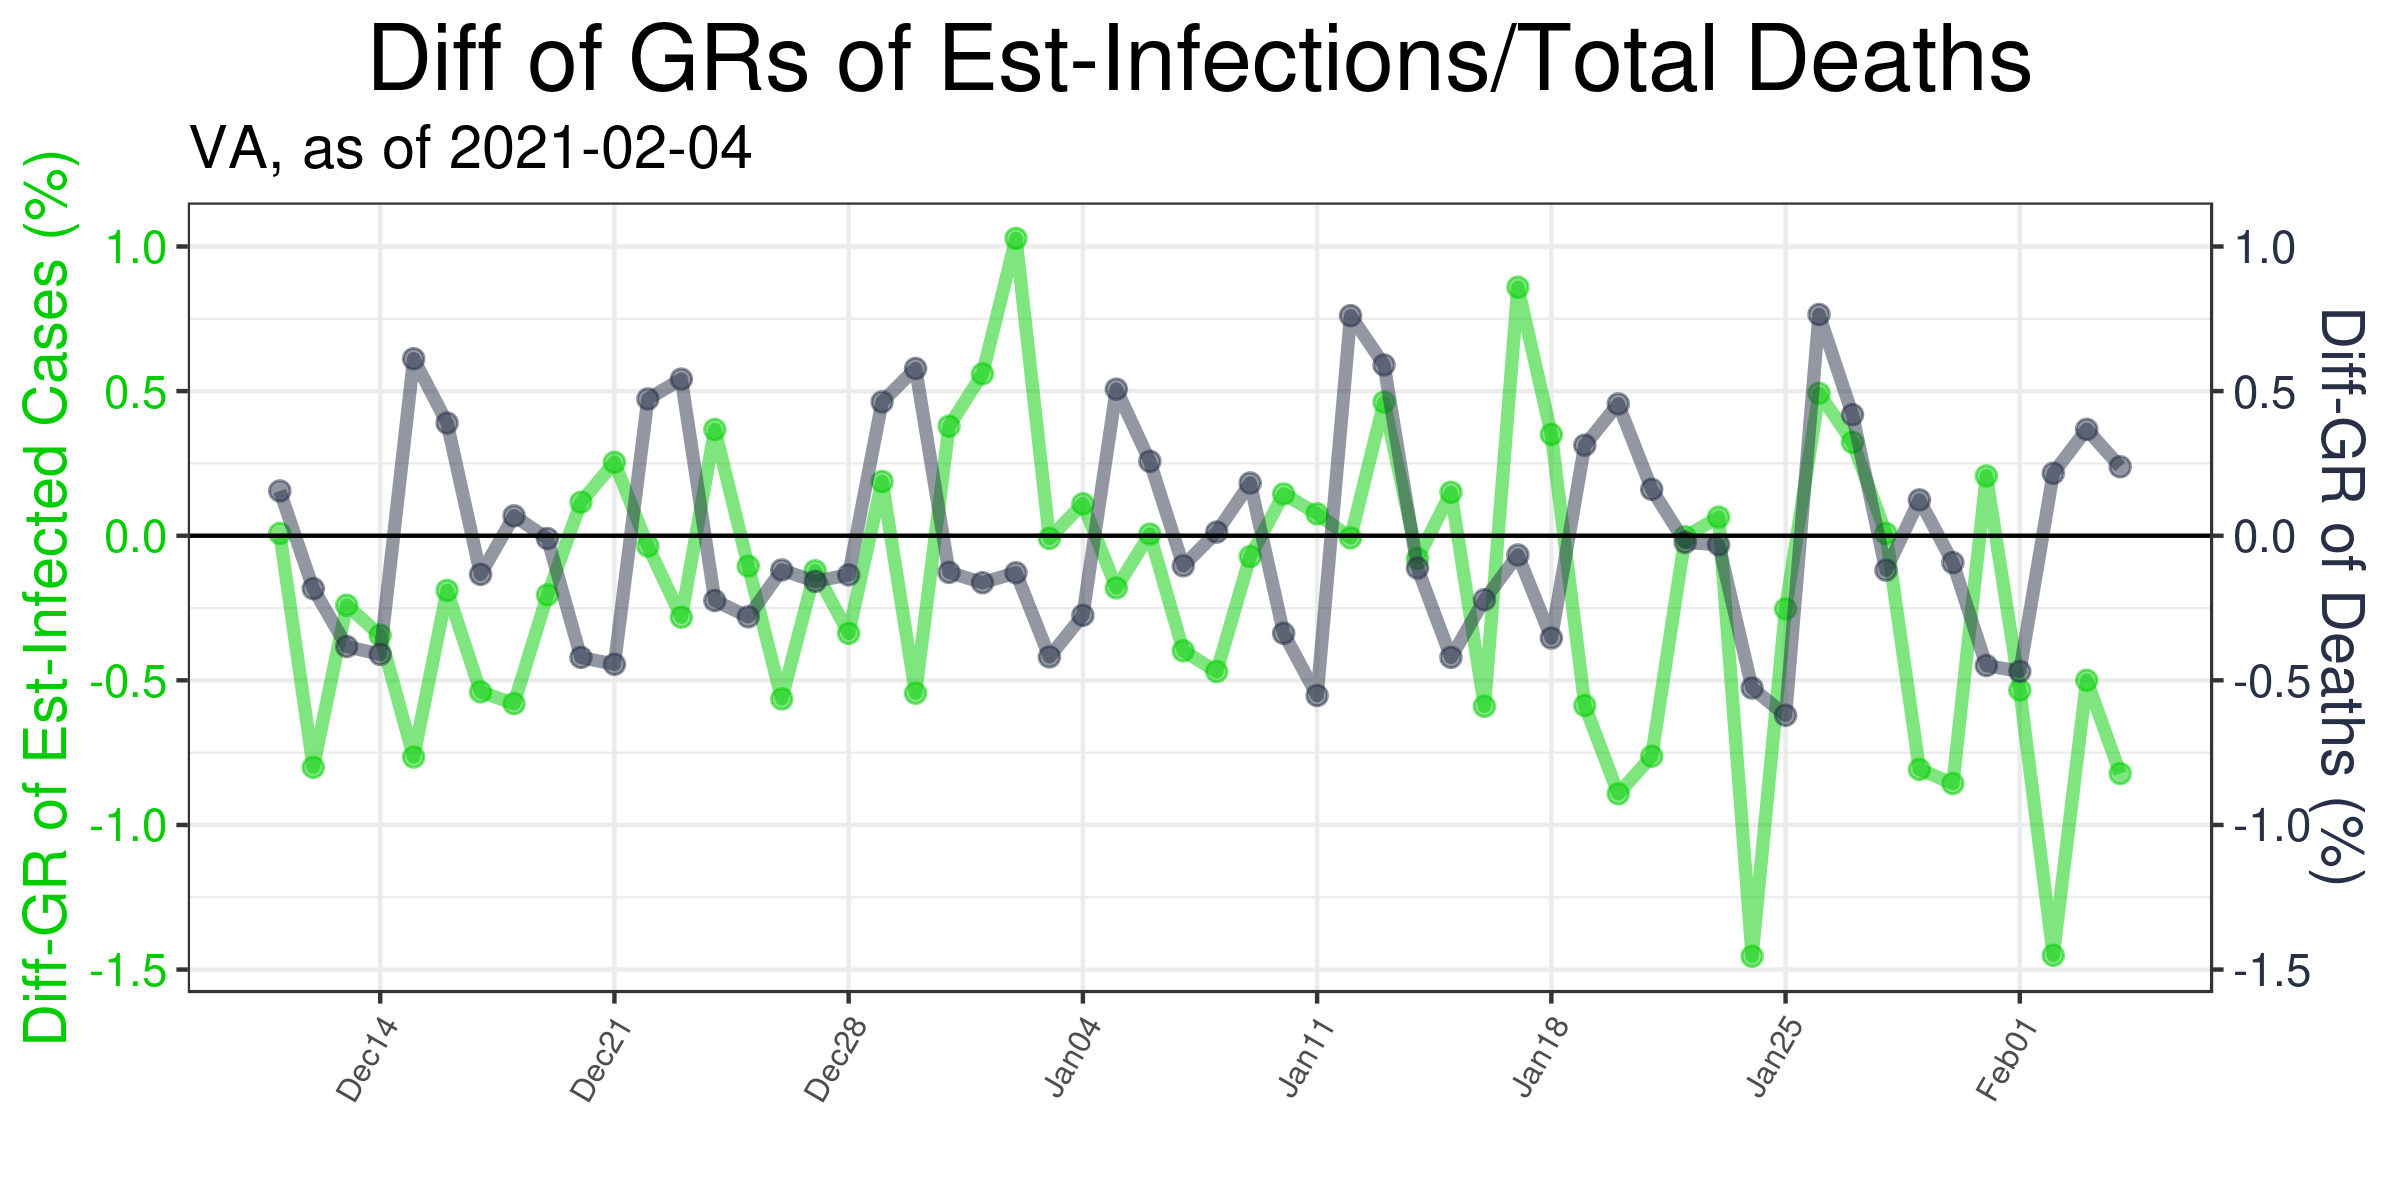 Diff of GRs of Est-Infections/Total Deaths
VA, as of 2021-02-04
Diff-GR of Est-Infected Cases (%)
1.0
0.5
0.0
-0.5
-1.0
-1.5
1.0
0.5
0.0
-0.5
-1.0
-1.5
Diff-GR of Deaths (%)
Dec14
Dec21
Dec28
Jan04
Jan11
Jan18
Jan25
Feb01